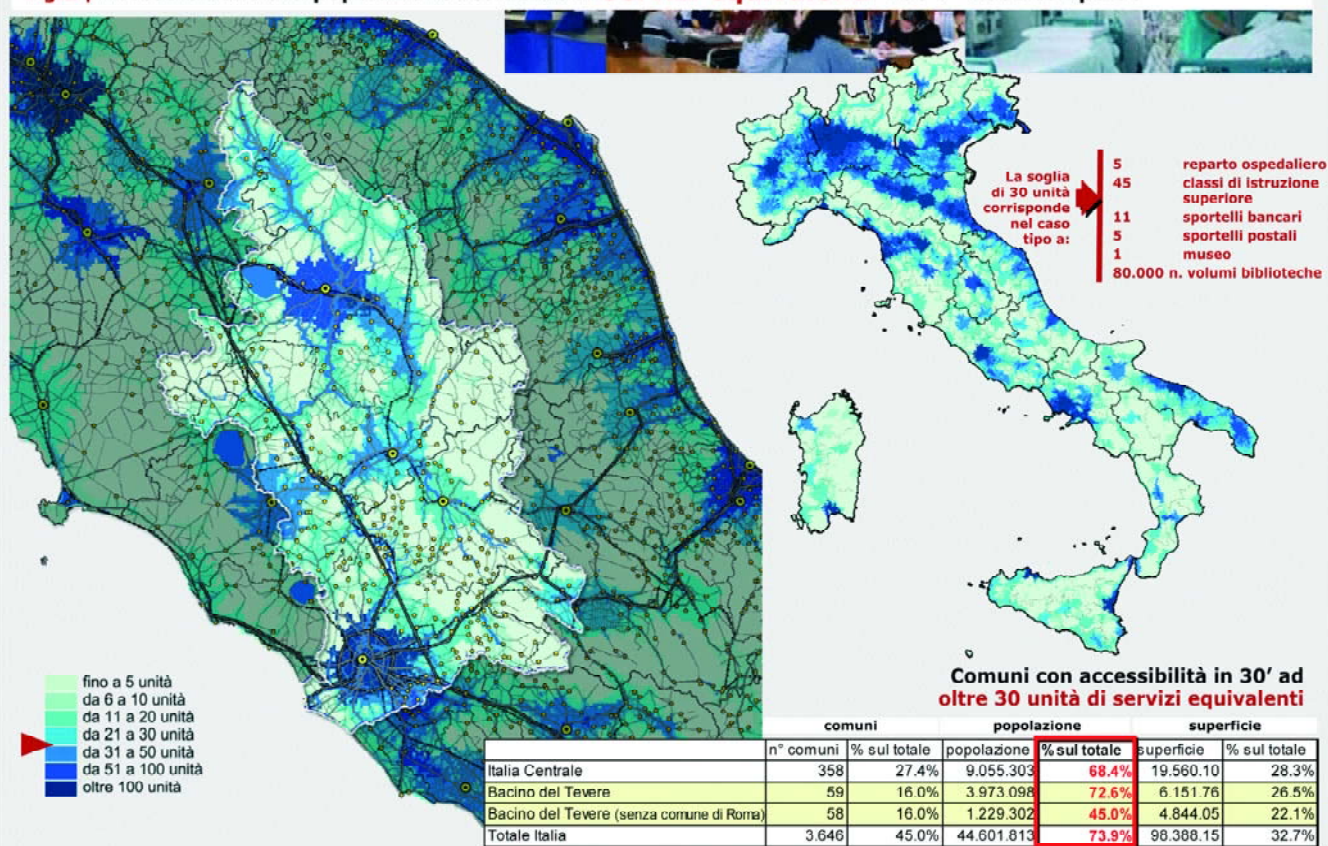 La soglia
di 30 unità
corrisponde
nel caso
tipo a:
5 reparto ospedaliero
45 classi di istruzione
superiore
11 sportelli bancari
5 sportelli postali
1 museo
80.000 n. volumi biblioteche
fino a 5 unità
da 6 a 10 unità
da 11 a 20 unità
da 21 a 30 unità
da 31 a 50 unità
da 51 a 100 unità
oltre 100 unità
Comuni con accessibilità in 30' ad
oltre 30 unità di servizi equivalenti
comuni popolazione superficie
n° comuni % sul totale popolazione % sul totale superficie % sul totale
Italia Centrale 358 27.4% 9.055.303 68.4% 19.560.10 28.3%
Bacino del Tevere 59 16.0% 3.973.098 72.6% 6.151.76 26.5%
Bacino del Tevere (senza comune di Roma) 58 16.0% 1.229.302 45.0% 4.844.05 22.1%
Totale Italia 3.646 45.0% 44.601.813 73.9% 98.388.15 32.7%